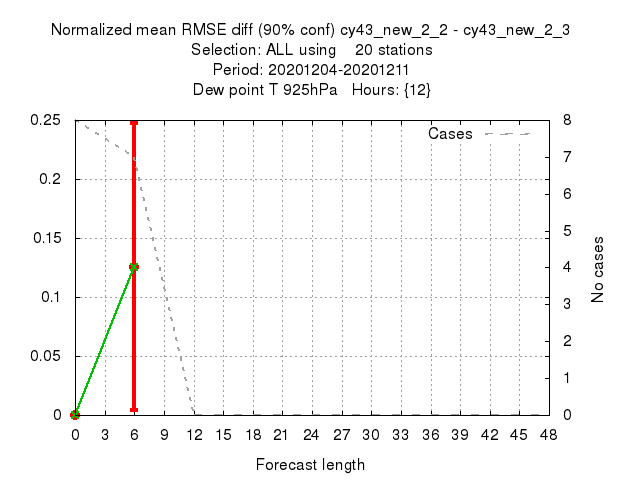 Normalized mean RMSE diff (90% conf) cy43_new_2_2 - cy43_new_2_3
Selection: ALL using    20 stations
Period: 20201204-20201211
Dew point T 925hPa   Hours: {12}
Cases
0.25
0.2
0.15
0.1
0.05
0
8
7
6
5
4
3
2
1
0
No cases
0 3 6 9 12 15 18 21 24 27 30 33 36 39 42 45 48
Forecast length